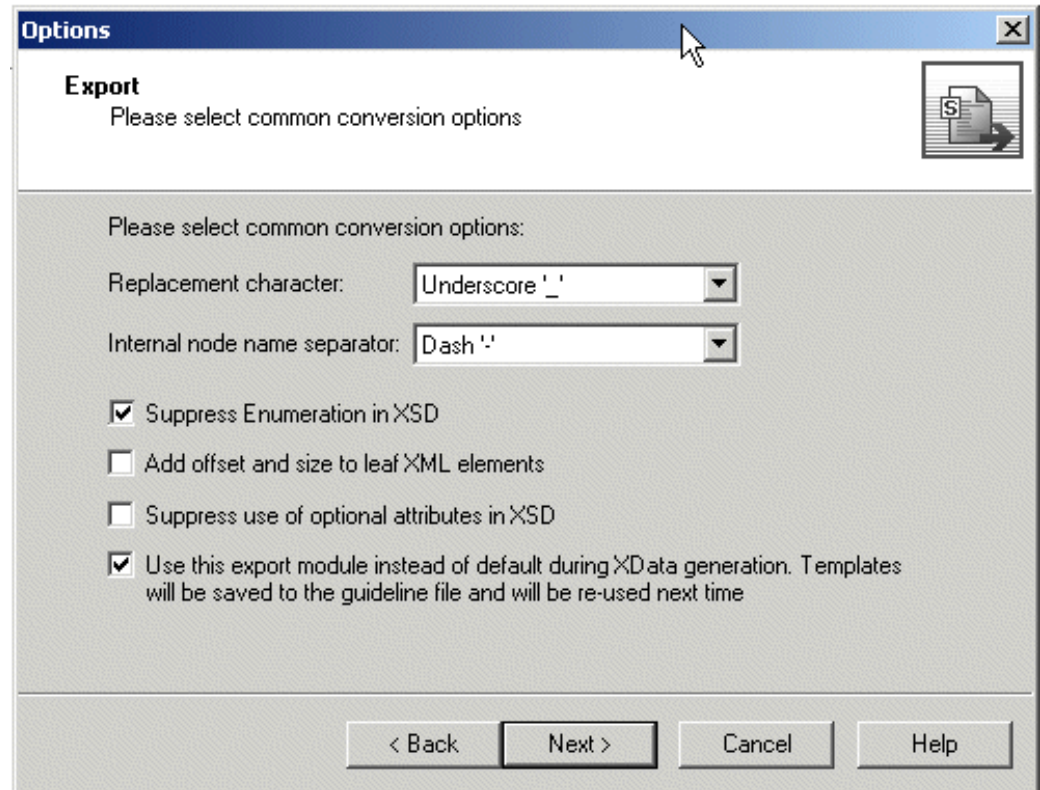 Options
Export
Please select common conversion options
S
Please select common conversion options:
Replacement character: Underscore '_'
Internal node name separator: Dash '-'
Suppress Enumeration in XSD
Add offset and size to leaf XML elements
Suppress use of optional attributes in XSD
Use this export module instead of default during XData generation. Templates
will be saved to the guideline file and will be re-used next time
< Back Next > Cancel Help